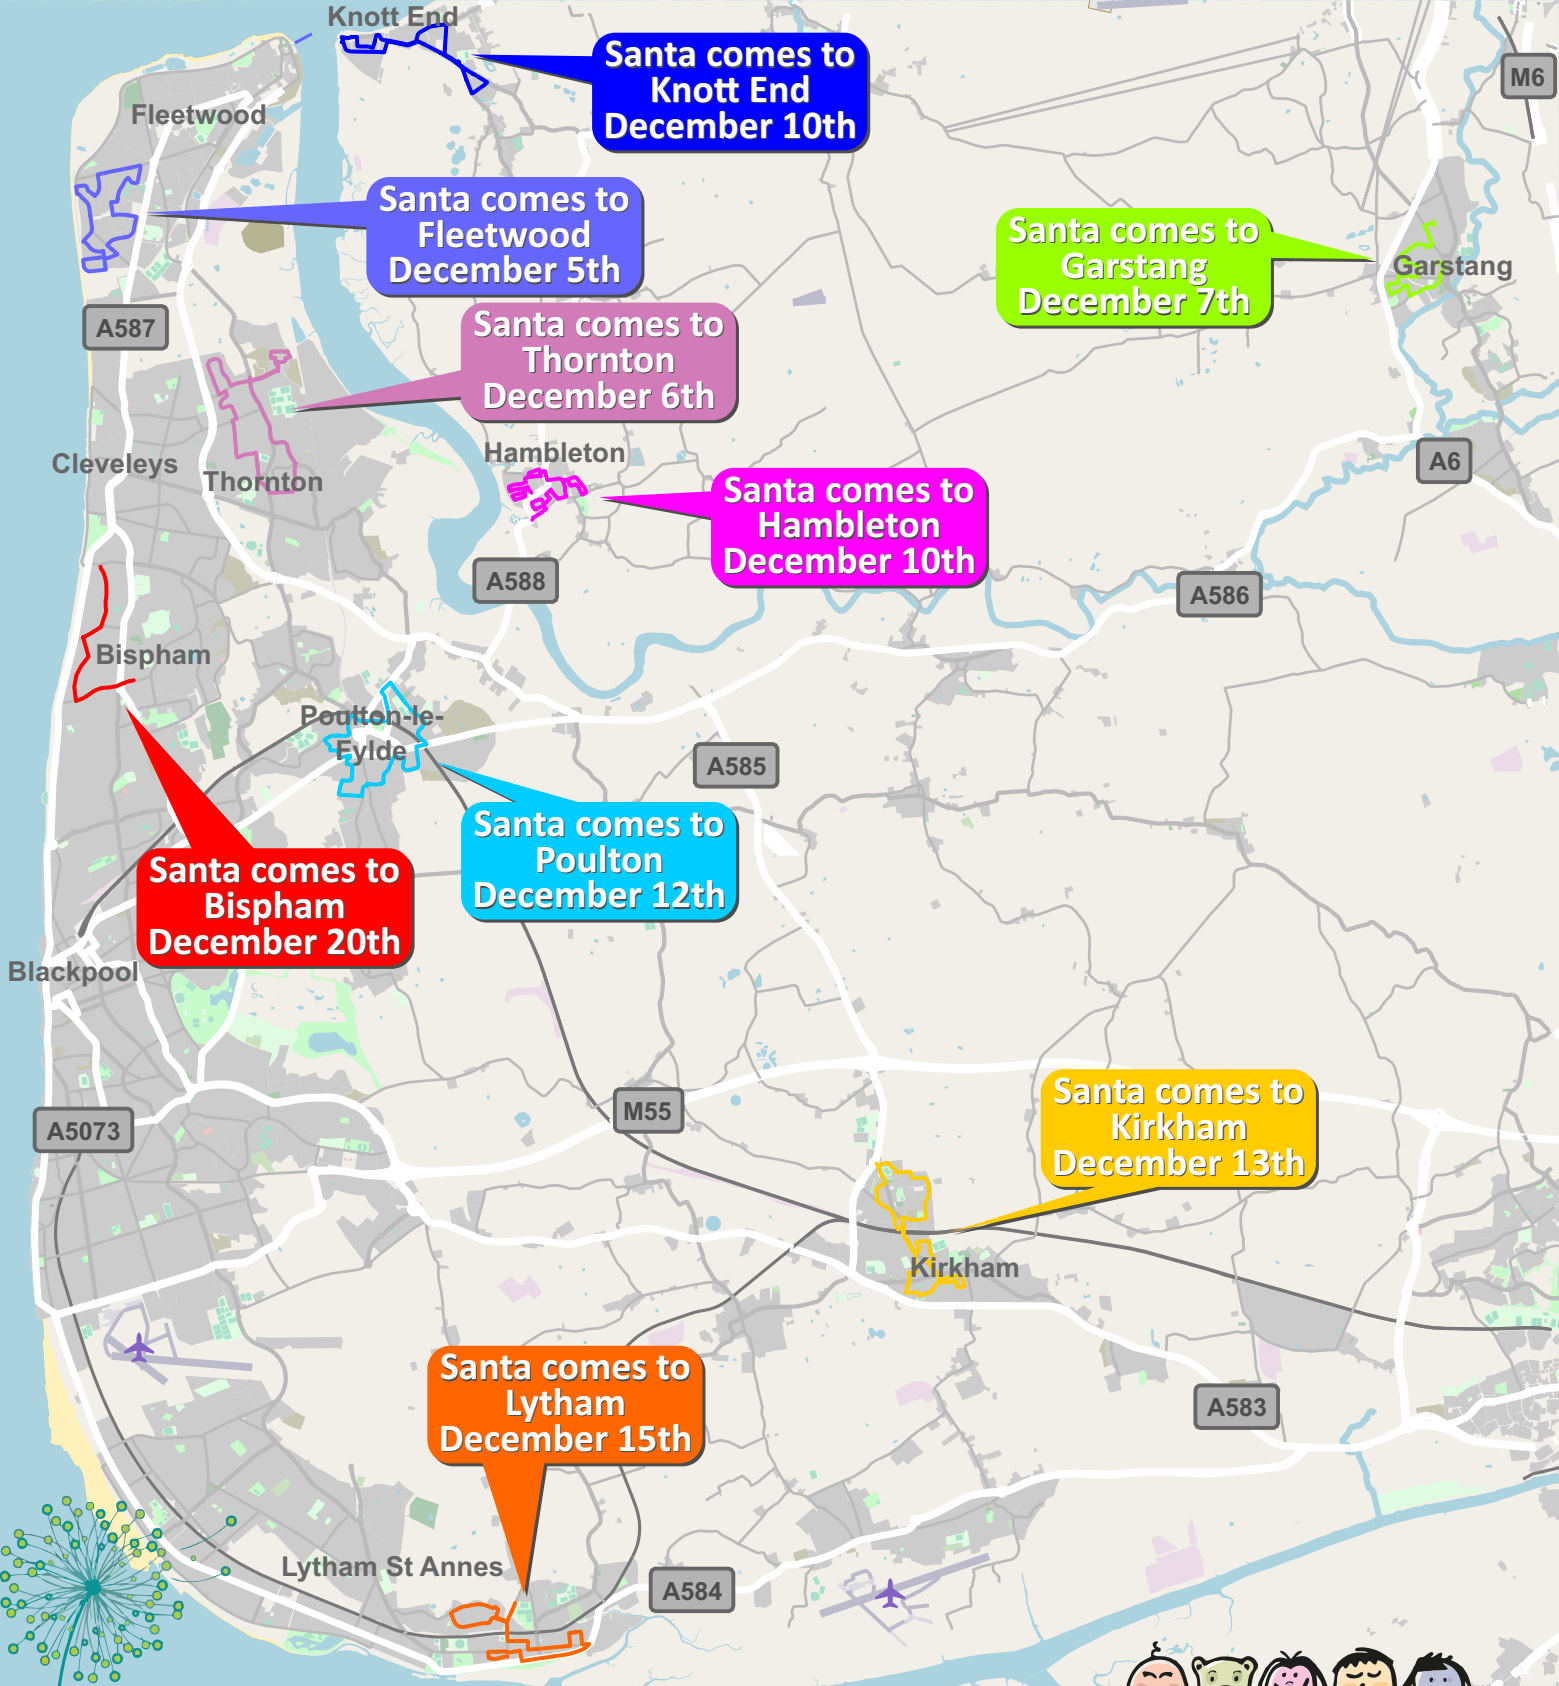 Knott End
Santa comes to
Knott End
December 10th
M6
Fleetwood
Santa comes to
Fleetwood
December 5th
Santa comes to
Garstang
December 7th
Garstang
A587
Santa comes to
Thornton
December 6th
Cleveleys
Thornton
Hambleton
A6
Santa comes to
Hambleton
December 10th
A588
A586
Bispham
Poulton-le-
Fylde
A585
Santa comes to
Poulton
December 12th
Santa comes to
Bispham
December 20th
Blackpool
A5073
M55
Santa comes to
Kirkham
December 13th
Kirkham
Santa comes to
Lytham
December 15th
A583
Lytham St Annes
A584